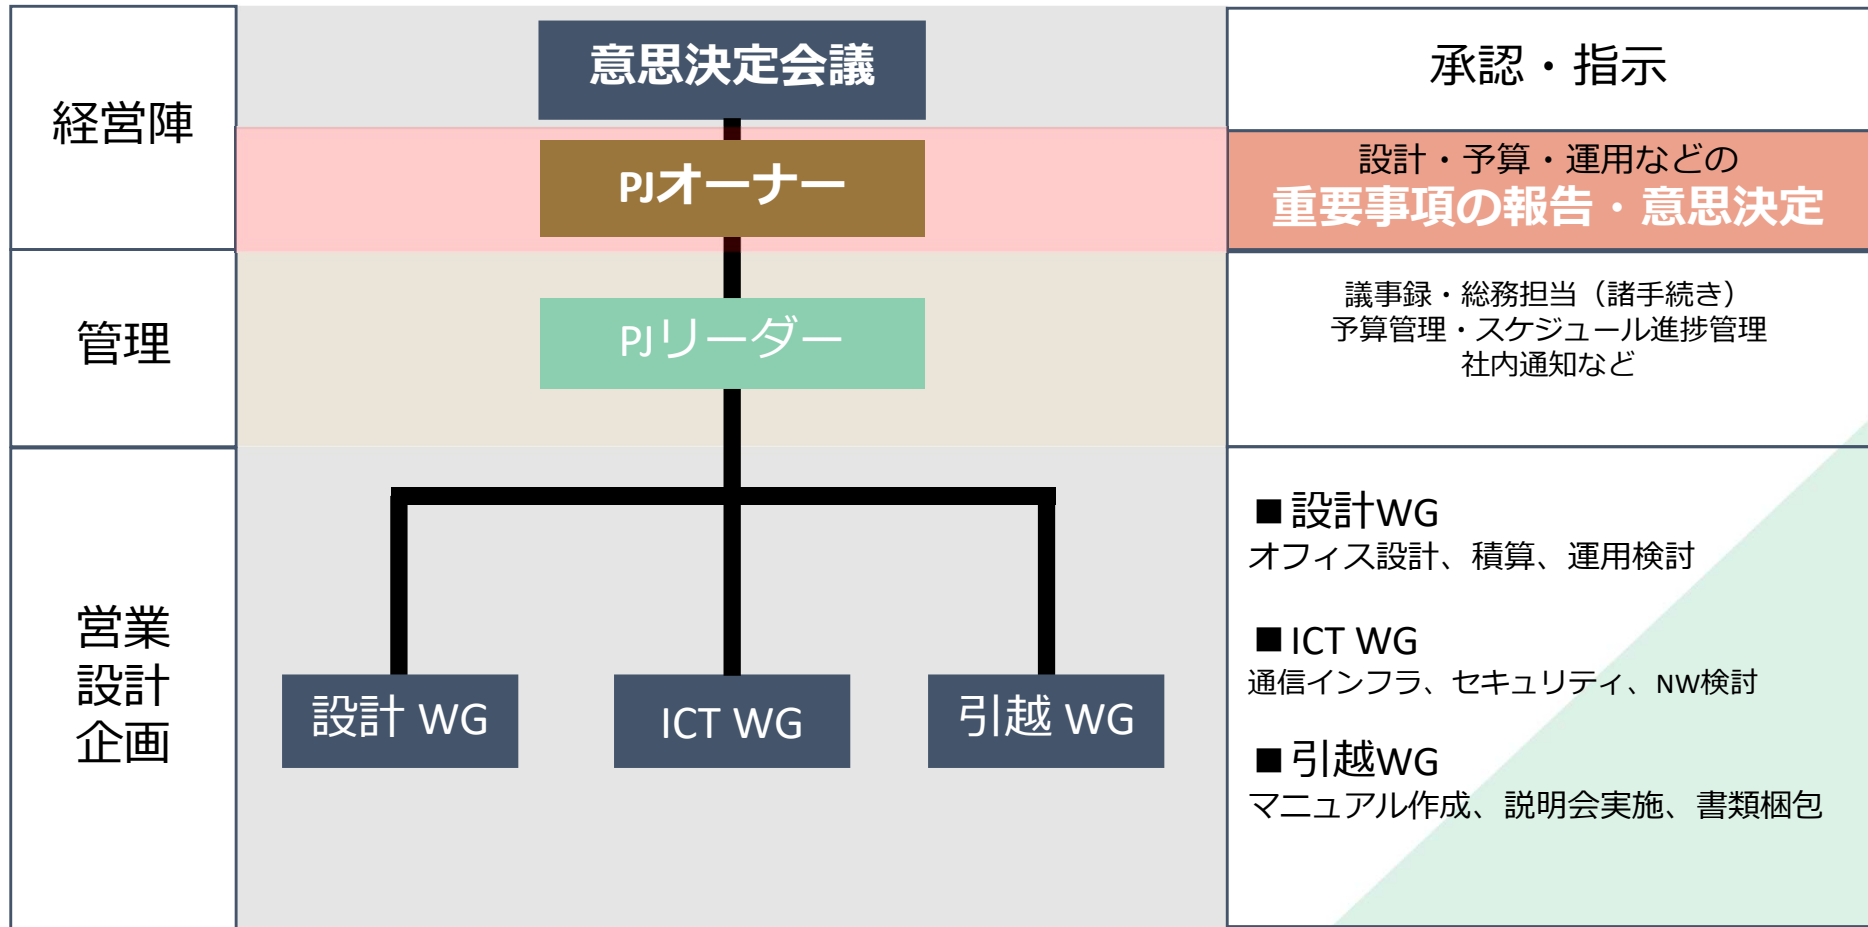 経営陣
意思決定会議
承認・指示
PJオーナー
設計・予算・運用などの
重要事項の報告・意思決定
管理
PJリーダー
議事録・総務担当（諸手続き）
予算管理・スケジュール進捗管理
社内通知など
営業
設計
企画
設計 WG
ICT WG
引越 WG
■設計WG
オフィス設計、積算、運用検討
■ICT WG
通信インフラ、セキュリティ、NW検討
■引越WG
マニュアル作成、説明会実施、書類梱包